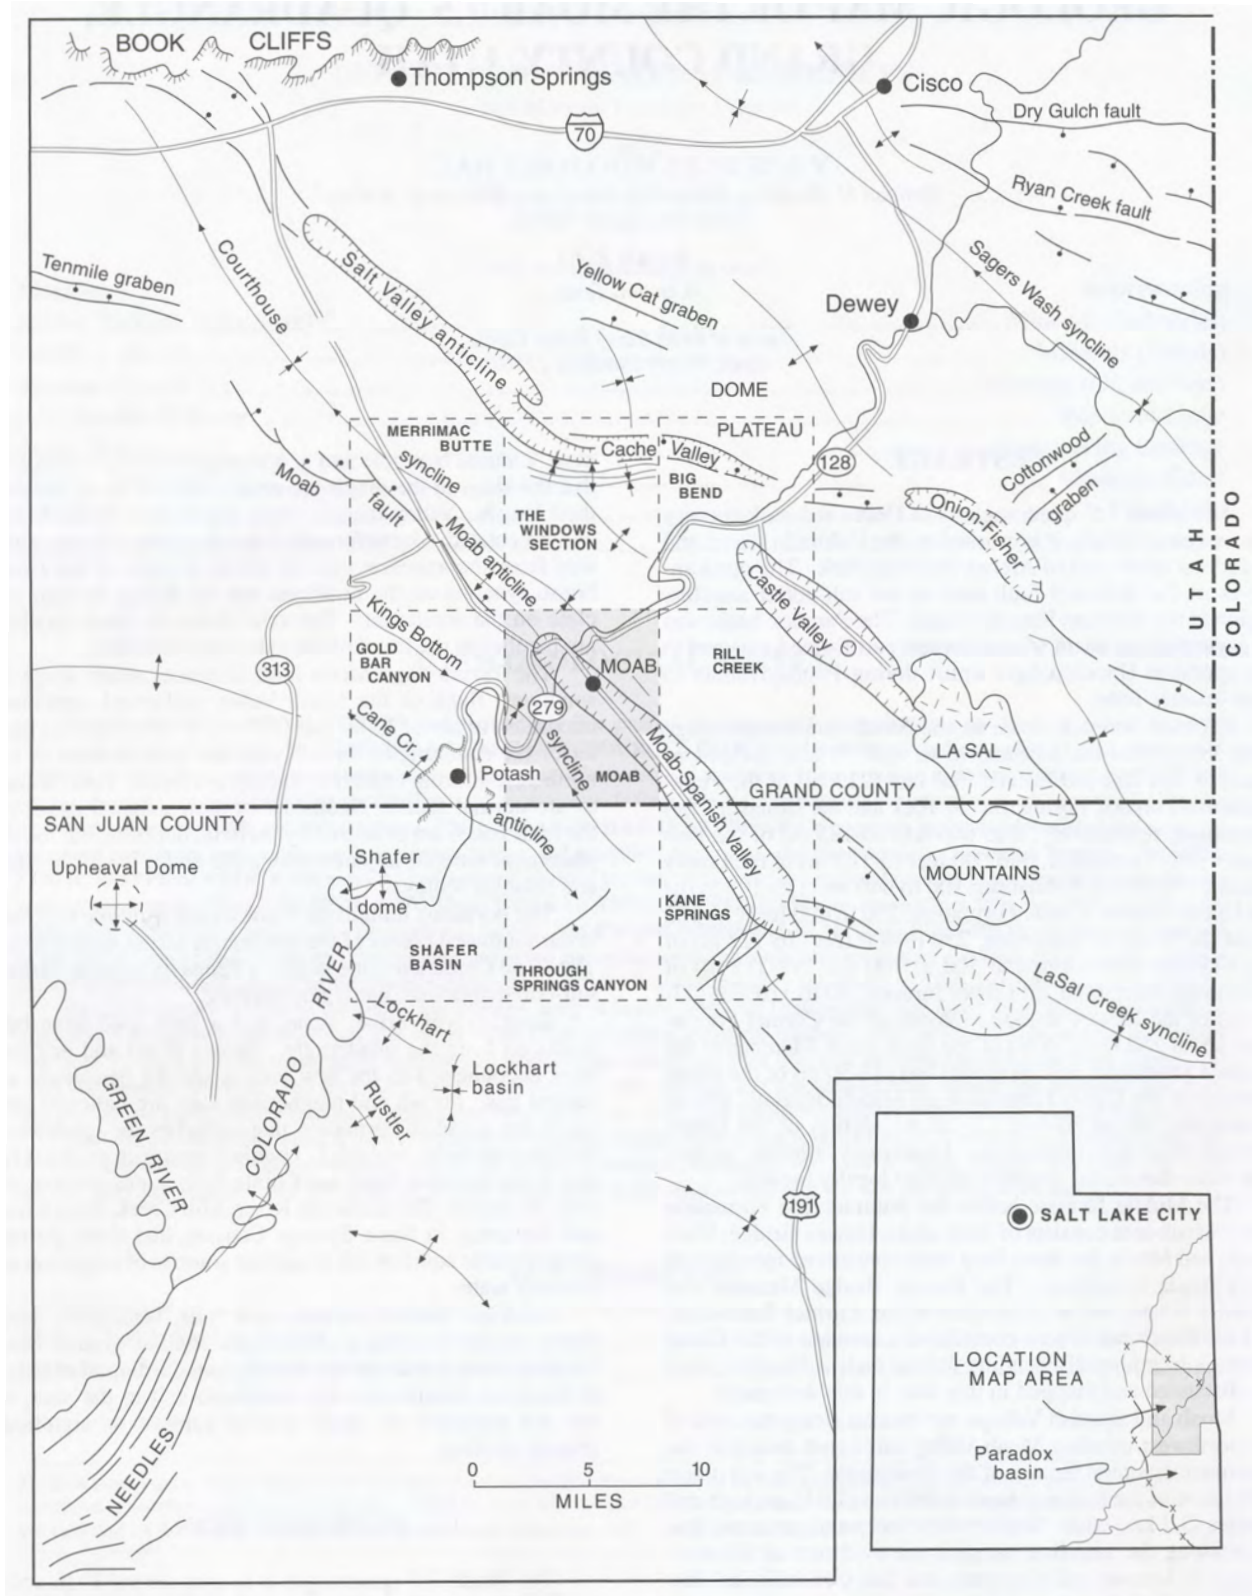 BOOK CLIFFS
Thompson Springs
Cisco
70
Dry Gulch fault
Ryan Creek fault
Sagers Wash syncline
Tenmile graben
Courthouse
syncline
Salt Valley anticline
Yellow Cat graben
Dewey
DOME
PLATEAU
MERRIMAC
BUTTE
Cache Valley
BIG
BEND
128
Cottonwood
graben
Onion-Fisher
Moab
fault
THE
WINDOWS
SECTION
Moab anticline
Castle Valley
UTAH
COLORADO
Kings Bottom
syncline
GOLD
BAR
CANYON
313
MOAB
RILL
CREEK
279
Cane Cr.
anticline
Potash
MOAB
Moab-Spanish Valley
LA SAL
MOUNTAINS
GRAND COUNTY
SAN JUAN COUNTY
Upheaval Dome
Shafer
dome
KANE
SPRINGS
SHAFER
BASIN
THROUGH
SPRINGS CANYON
LaSal Creek syncline
Lockhart
Lockhart
basin
Rustler
GREEN RIVER
COLORADO RIVER
191
SALT LAKE CITY
LOCATION
MAP AREA
Paradox
basin
NEEDLES
0 5 10
MILES